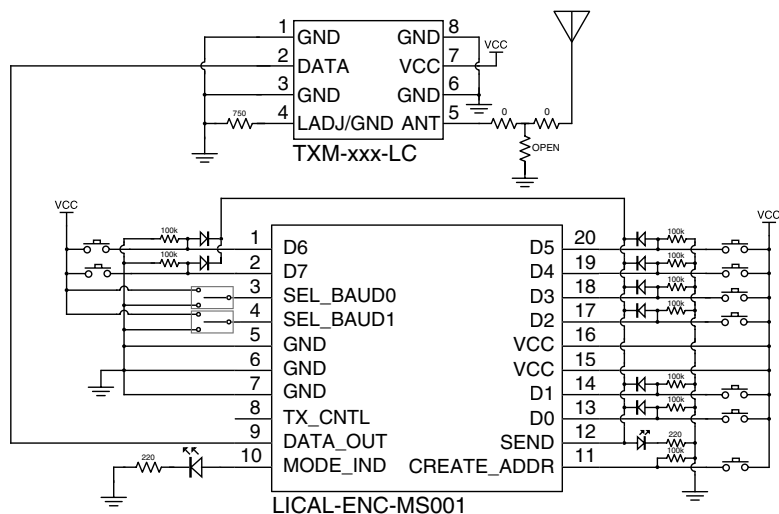 1 GND GND 8
2 DATA VCC 7 VCC
3 GND GND 6
750 4 LADJ/GND ANT 5 0 0
OPEN
TXM-xxx-LC
VCC VCC
100k 1 D6 D5 20 100k
100k 2 D7 D4 19 100k
3 SEL_BAUD0 D3 18 100k
4 SEL_BAUD1 D2 17 100k
5 GND VCC 16
6 GND VCC 15
7 GND D1 14 100k
8 TX_CNTL D0 13 100k
9 DATA_OUT SEND 12 220
220 10 MODE_IND CREATE_ADDR 11 100k
LICAL-ENC-MS001